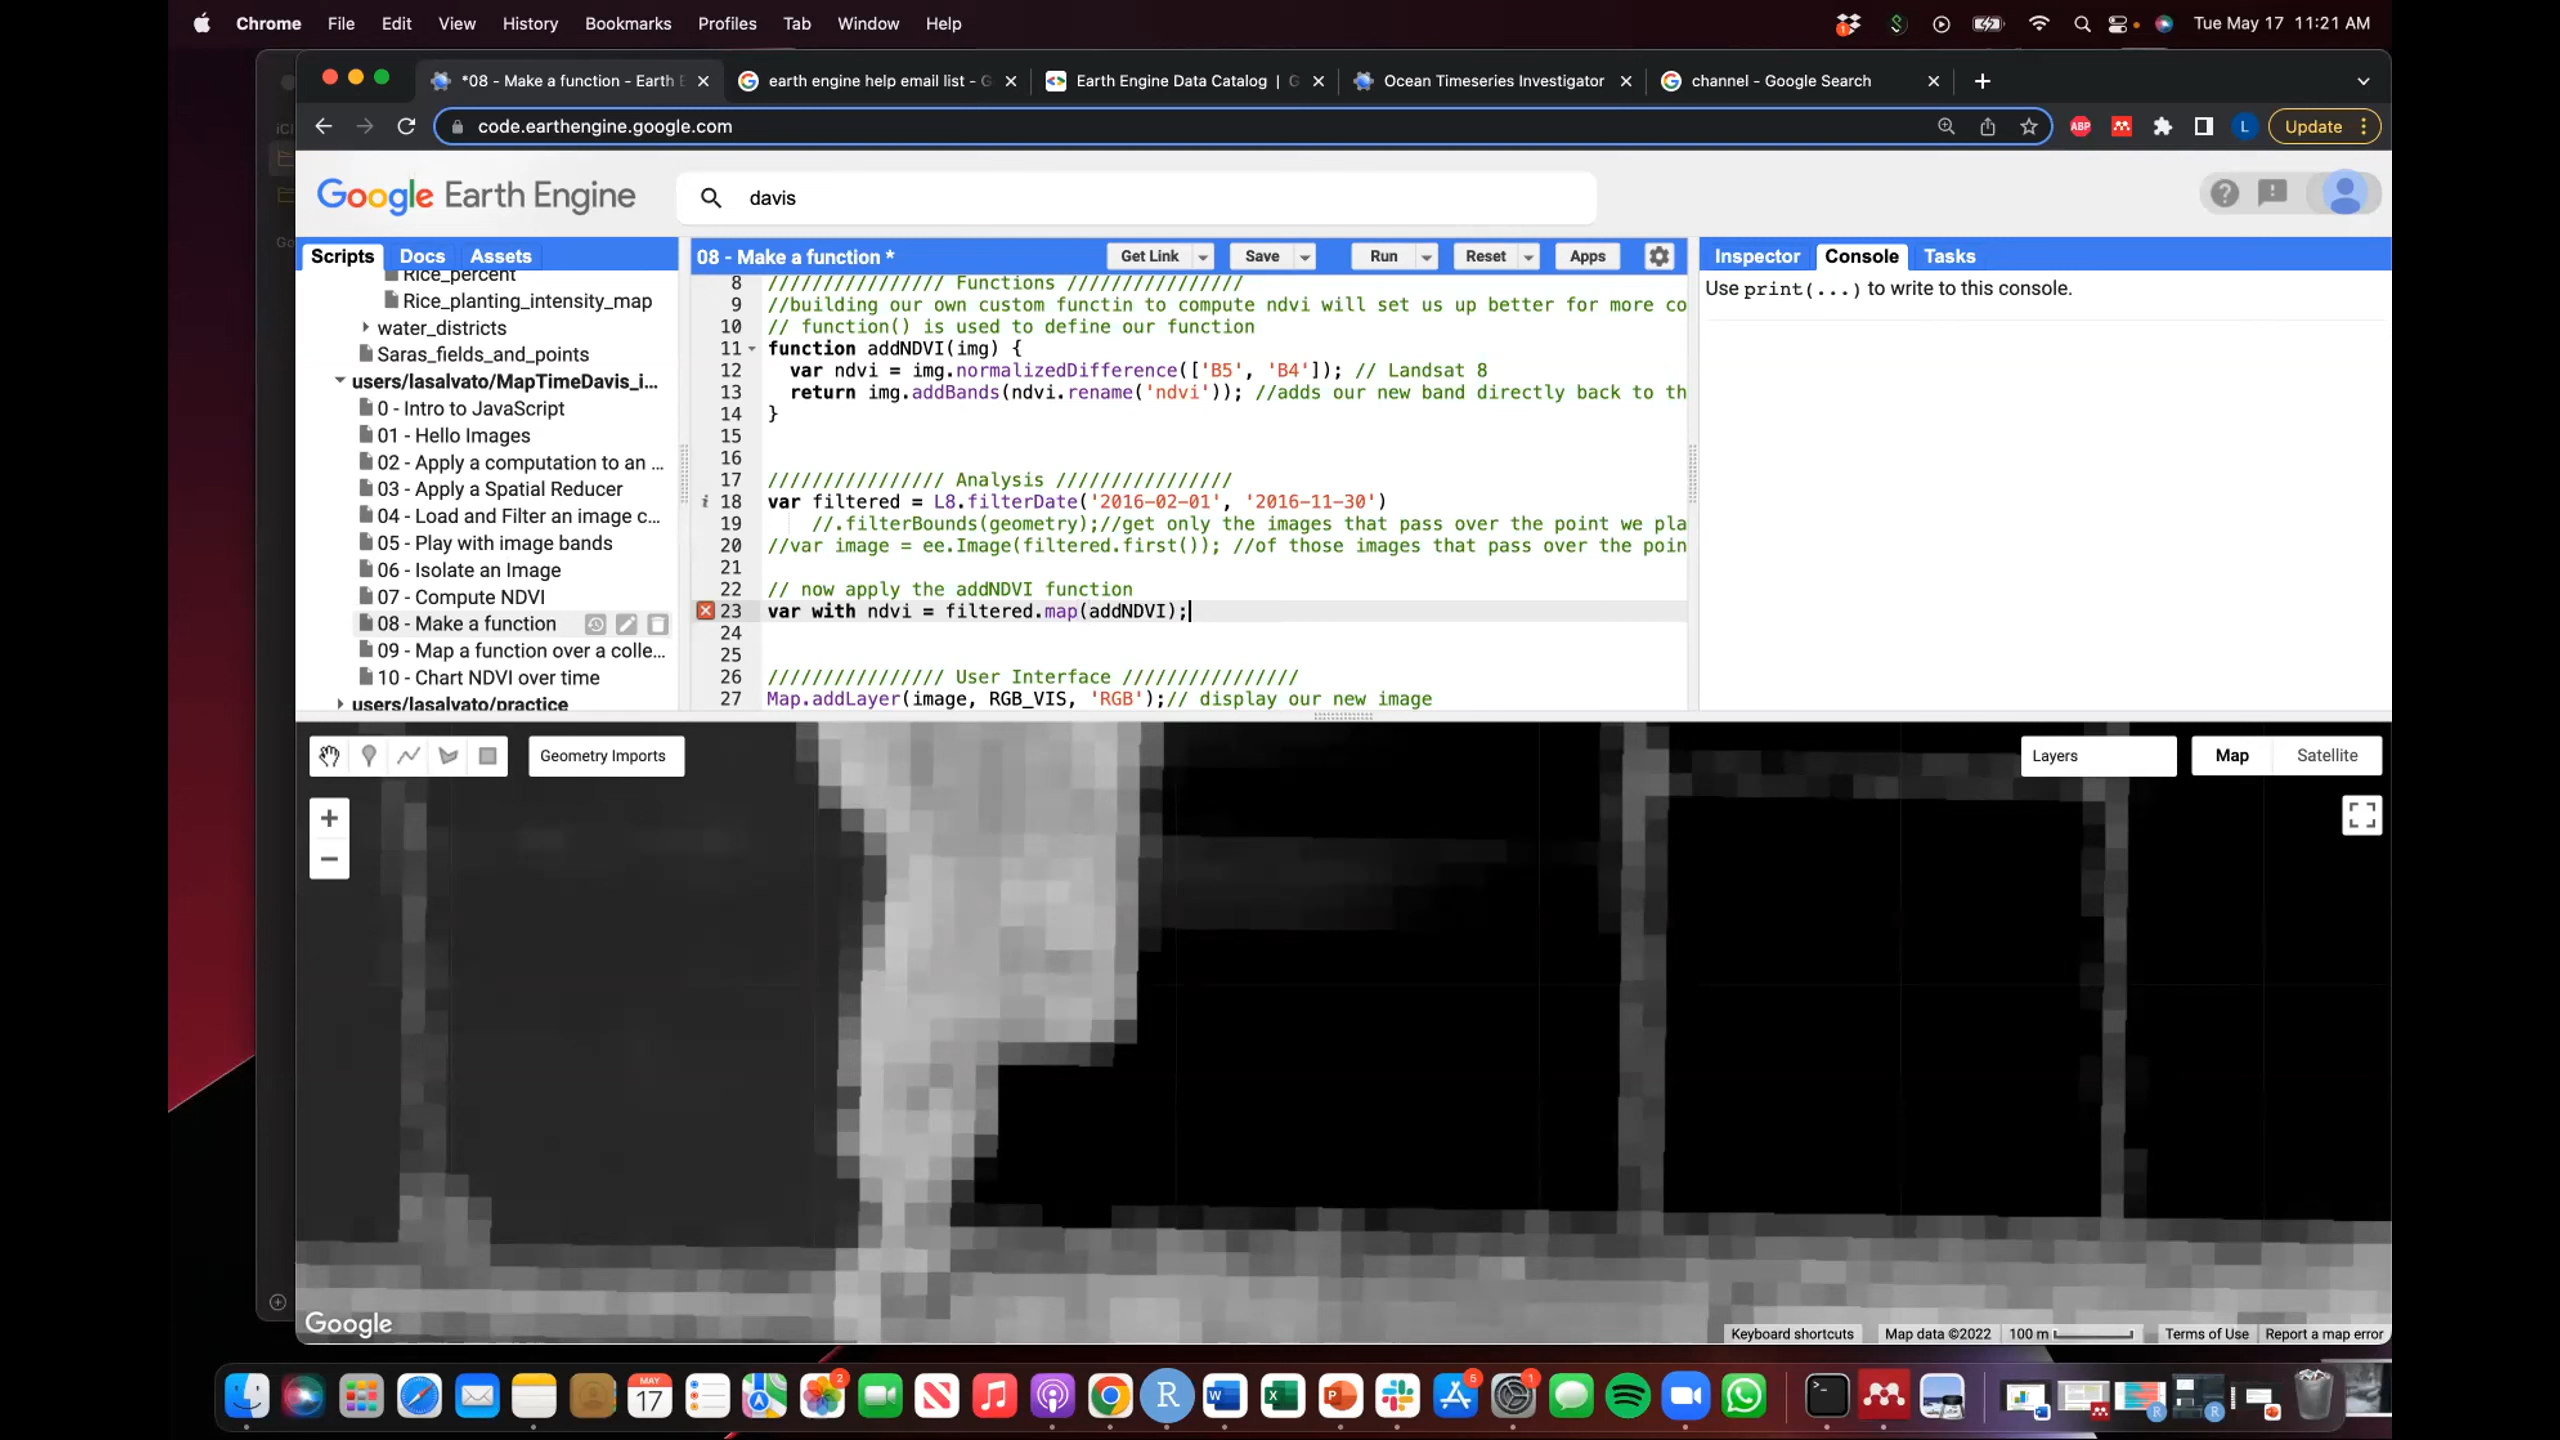 Chrome File Edit View History Bookmarks Profiles Tab Window Help
Tue May 17 11:21 AM
*08 - Make a function - Earth E
earth engine help email list - G
Earth Engine Data Catalog | G
Ocean Timeseries Investigator
channel - Google Search
code.earthengine.google.com
ABP
L
Update
Google Earth Engine
davis
Scripts Docs Assets
08 - Make a function *
Get Link Save Run Reset Apps
Inspector Console Tasks
Use print(...) to write to this console.
Rice_percent
Rice_planting_intensity_map
water_districts
Saras_fields_and_points
users/lasalvato/MapTimeDavis_i...
0 - Intro to JavaScript
01 - Hello Images
02 - Apply a computation to an ...
03 - Apply a Spatial Reducer
04 - Load and Filter an image c...
05 - Play with image bands
06 - Isolate an Image
07 - Compute NDVI
08 - Make a function
09 - Map a function over a colle...
10 - Chart NDVI over time
users/lasalvato/practice
8 //////////////// Functions ////////////////
9 //building our own custom functin to compute ndvi will set us up better for more co
10 // function() is used to define our function
11 function addNDVI(img) {
12 var ndvi = img.normalizedDifference(['B5', 'B4']); // Landsat 8
13 return img.addBands(ndvi.rename('ndvi')); //adds our new band directly back to th
14 }
15
16
17 //////////////// Analysis ////////////////
18 var filtered = L8.filterDate('2016-02-01', '2016-11-30')
19 //.filterBounds(geometry);//get only the images that pass over the point we pla
20 //var image = ee.Image(filtered.first()); //of those images that pass over the poin
21
22 // now apply the addNDVI function
23 var with ndvi = filtered.map(addNDVI);
24
25
26 //////////////// User Interface ////////////////
27 Map.addLayer(image, RGB_VIS, 'RGB');// display our new image
Geometry Imports
Layers
Map Satellite
+
−
Google
Keyboard shortcuts Map data ©2022 100 m Terms of Use Report a map error
MAY
17
2
5
1